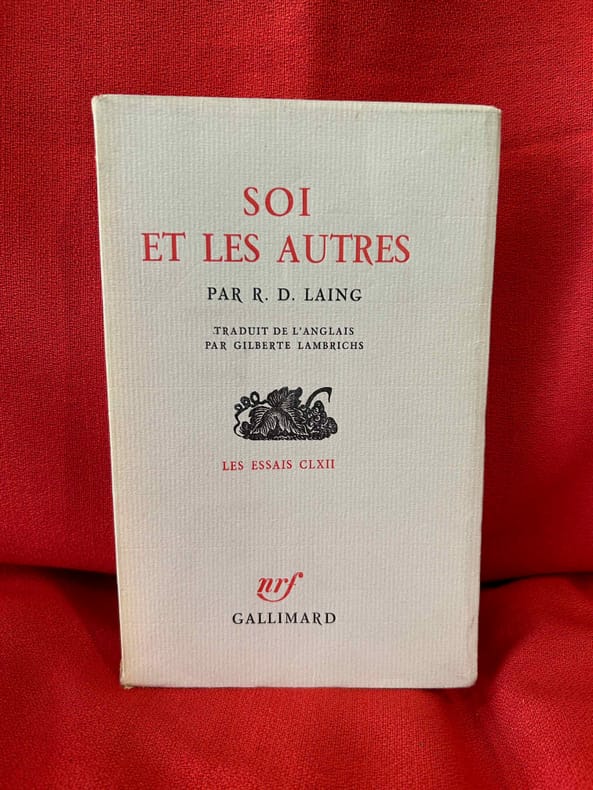 SOI
ET LES AUTRES
PAR R. D. LAING
TRADUIT DE L'ANGLAIS
PAR GILBERTE LAMBRICHS
LES ESSAIS CLXII
nrf
GALLIMARD